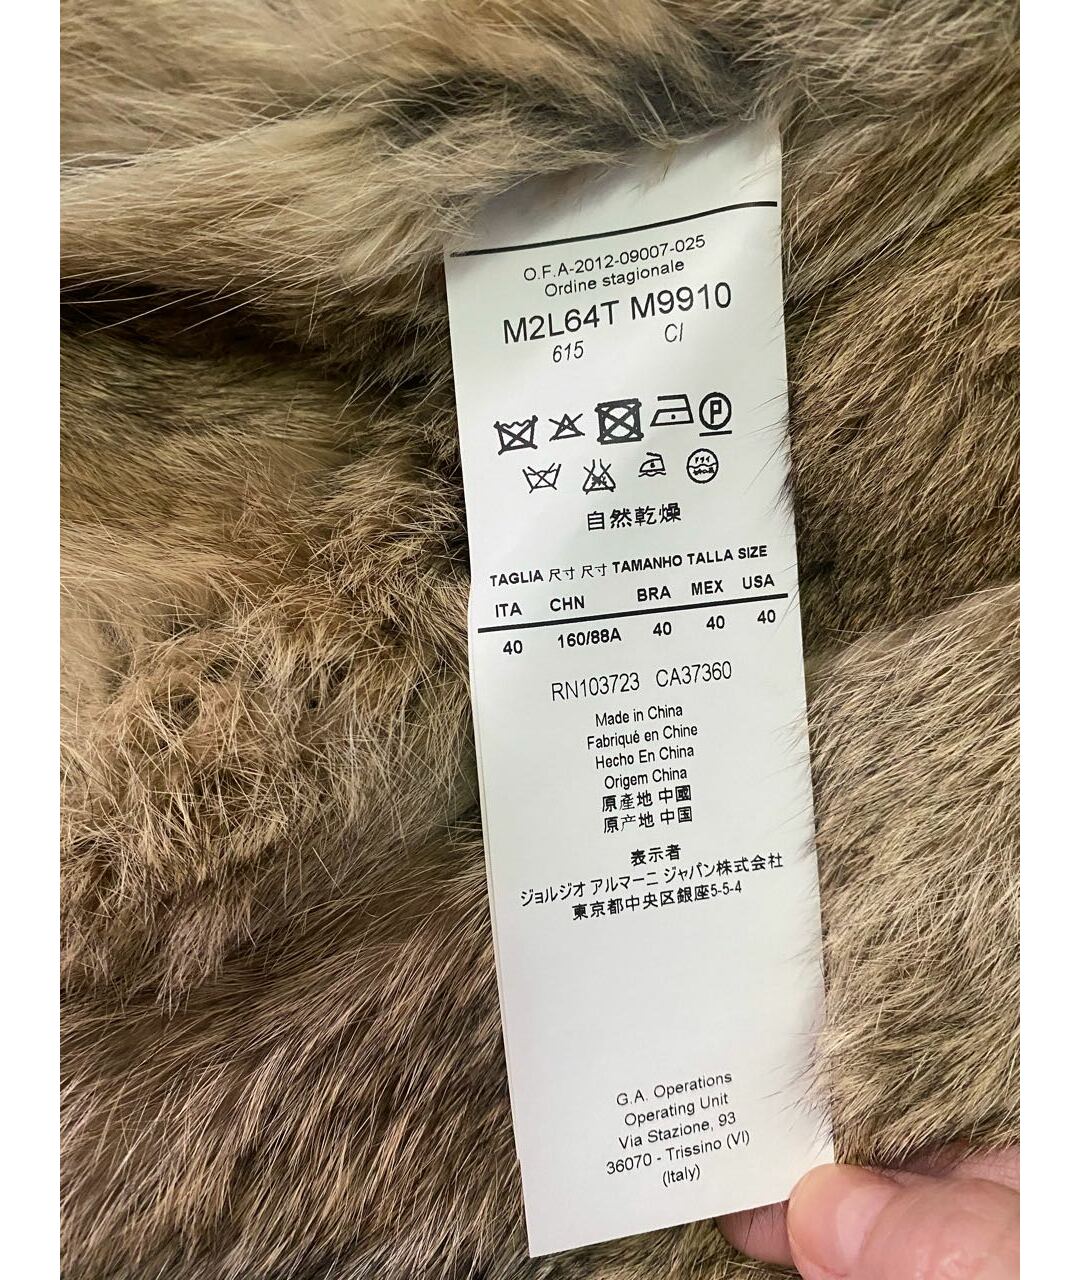 O.F.A-2012-09007-025
Ordine stagionale
M2L64T M9910
615 CI
P
自然乾燥
TAGLIA 尺寸 尺寸 TAMANHO TALLA SIZE
ITA CHN BRA MEX USA
40 160/88A 40 40 40
RN103723 CA37360
Made in China
Fabriqué en Chine
Hecho En China
Origem China
原產地 中國
原产地 中国
表示者
ジョルジオ アルマーニ ジャパン株式会社
東京都中央区銀座5-5-4
G.A. Operations
Operating Unit
Via Stazione, 93
36070 - Trissino (VI)
(Italy)